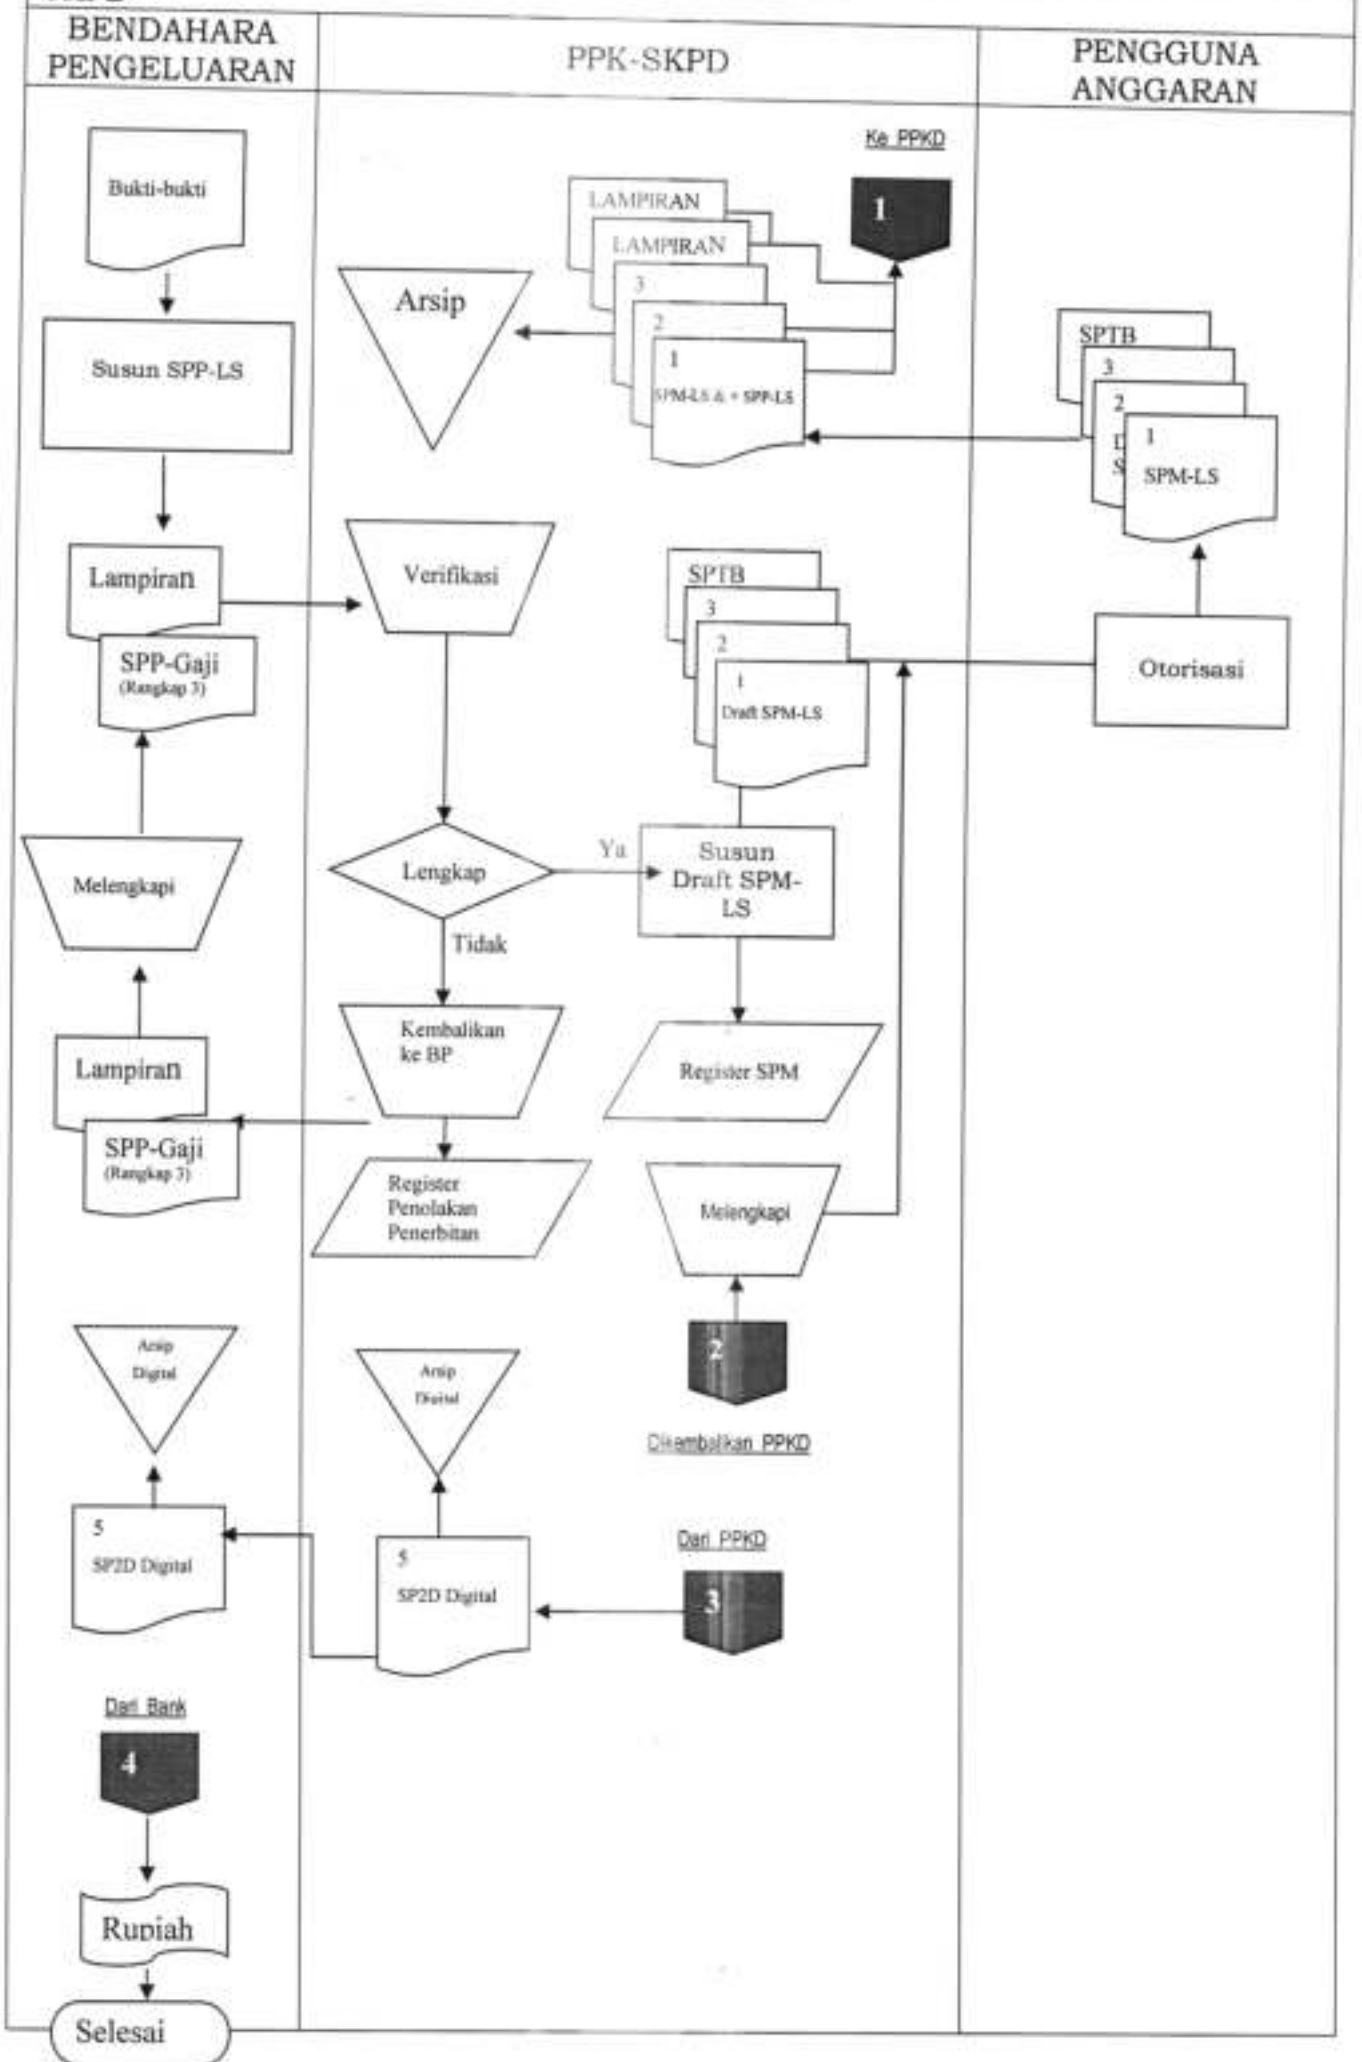 BENDAHARA
PENGELUARAN
PPK-SKPD
PENGGUNA
ANGGARAN
Bukti-bukti
Susun SPP-LS
Lampiran
SPP-Gaji
(Rangkap 3)
Melengkapi
Lampiran
SPP-Gaji
(Rangkap 3)
Arsip
Digital
5
SP2D Digital
Dari Bank
4
Rupiah
Selesai
Ke PPKD
1
LAMPIRAN
LAMPIRAN
3
2
1
SPM-LS & + SPP-LS
Arsip
Verifikasi
SPTB
3
2
1
Draft SPM-LS
Lengkap
Ya
Susun
Draft SPM-
LS
Tidak
Kembalikan
ke BP
Register SPM
Register
Penolakan
Penerbitan
Melengkapi
2
Dikembalikan PPKD
Arsip
Digital
5
SP2D Digital
Dari PPKD
3
SPTB
3
2
D
S
1
SPM-LS
Otorisasi